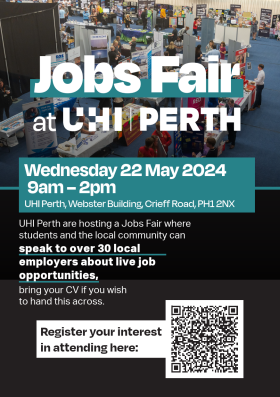 Jobs Fair
at UHI PERTH
Wednesday 22 May 2024
9am – 2pm
UHI Perth, Webster Building, Crieff Road, PH1 2NX
UHI Perth are hosting a Jobs Fair where
students and the local community can
speak to over 30 local
employers about live job
opportunities,
bring your CV if you wish
to hand this across.
Register your interest
in attending here: